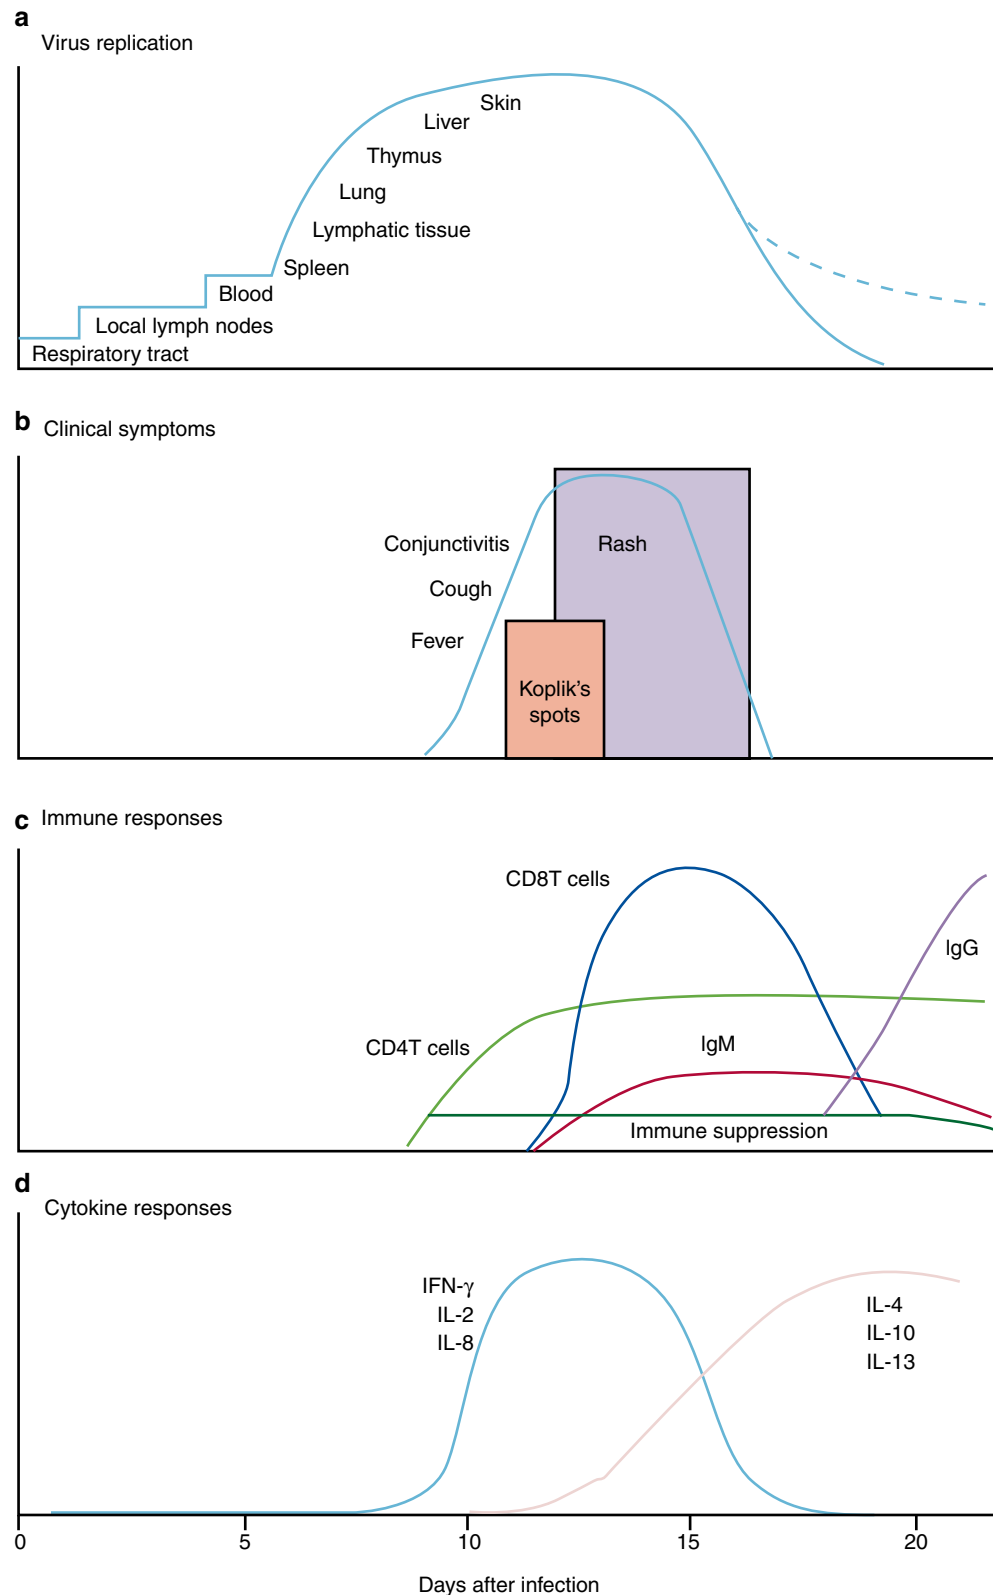 a
Virus replication
Skin
Liver
Thymus
Lung
Lymphatic tissue
Spleen
Blood
Local lymph nodes
Respiratory tract
b
Clinical symptoms
Conjunctivitis
Rash
Cough
Fever
Koplik's
spots
c
Immune responses
CD8T cells
IgG
CD4T cells
IgM
Immune suppression
d
Cytokine responses
IFN-γ
IL-2
IL-8
IL-4
IL-10
IL-13
0 5 10 15 20
Days after infection